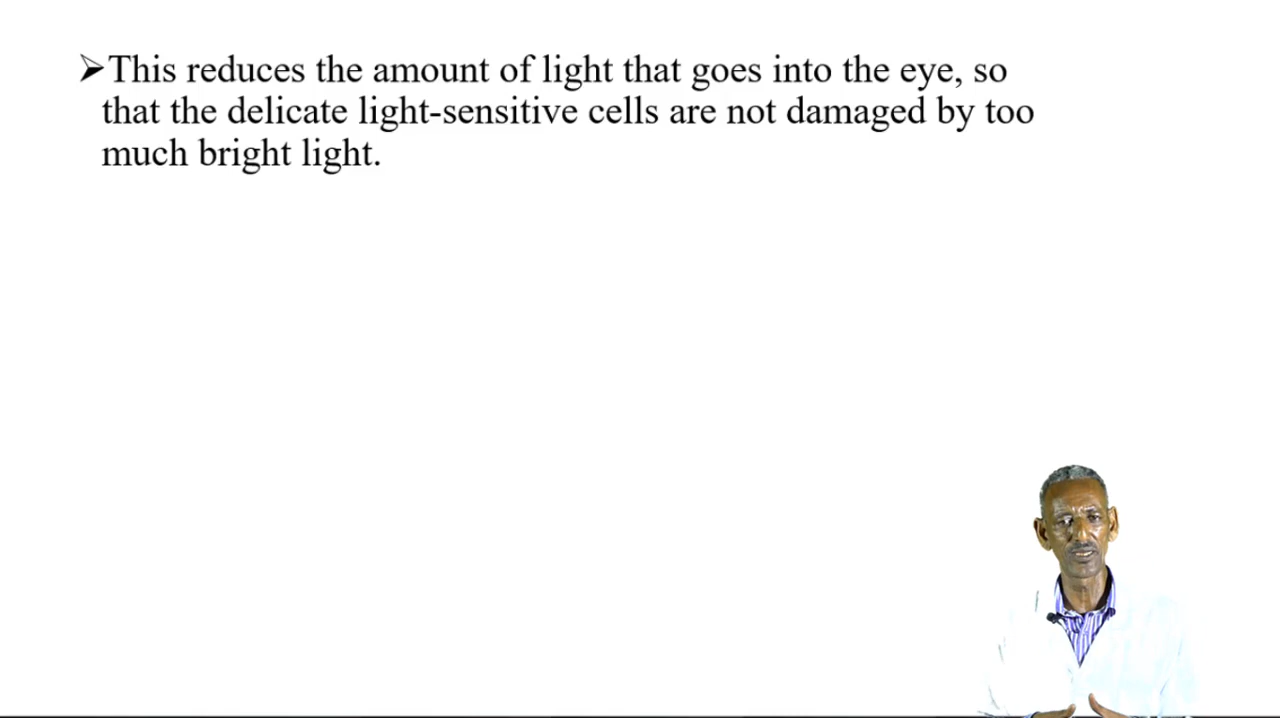 ➢This reduces the amount of light that goes into the eye, so
that the delicate light-sensitive cells are not damaged by too
much bright light.